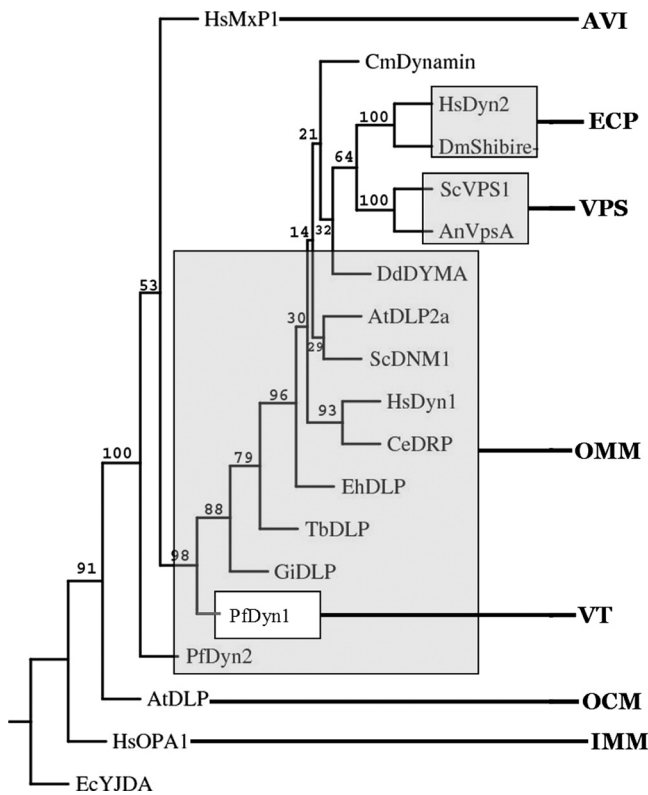 HsMxP1 AVI
CmDynamin
HsDyn2
100
ECP
21
DmShibire-
64
ScVPS1
100
VPS
AnVpsA
14 32
DdDYMA
53
AtDLP2a
30
29
ScDNM1
96
HsDyn1
93
CeDRP
OMM
100
79
EhDLP
88
TbDLP
98
GiDLP
91
PfDyn1 VT
PfDyn2
AtDLP OCM
HsOPA1 IMM
EcYJDA